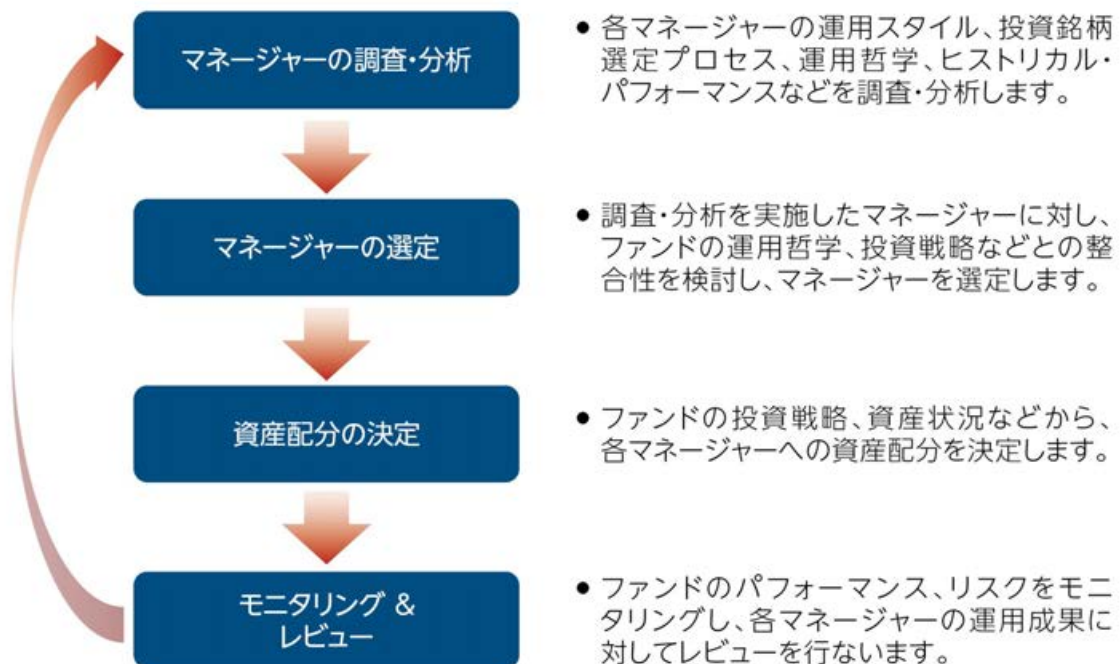 マネージャーの調査・分析
● 各マネージャーの運用スタイル、投資銘柄
選定プロセス、運用哲学、ヒストリカル・
パフォーマンスなどを調査・分析します。
マネージャーの選定
● 調査・分析を実施したマネージャーに対し、
ファンドの運用哲学、投資戦略などとの整
合性を検討し、マネージャーを選定します。
資産配分の決定
● ファンドの投資戦略、資産状況などから、
各マネージャーへの資産配分を決定します。
モニタリング &
レビュー
● ファンドのパフォーマンス、リスクをモニ
タリングし、各マネージャーの運用成果に
対してレビューを行ないます。